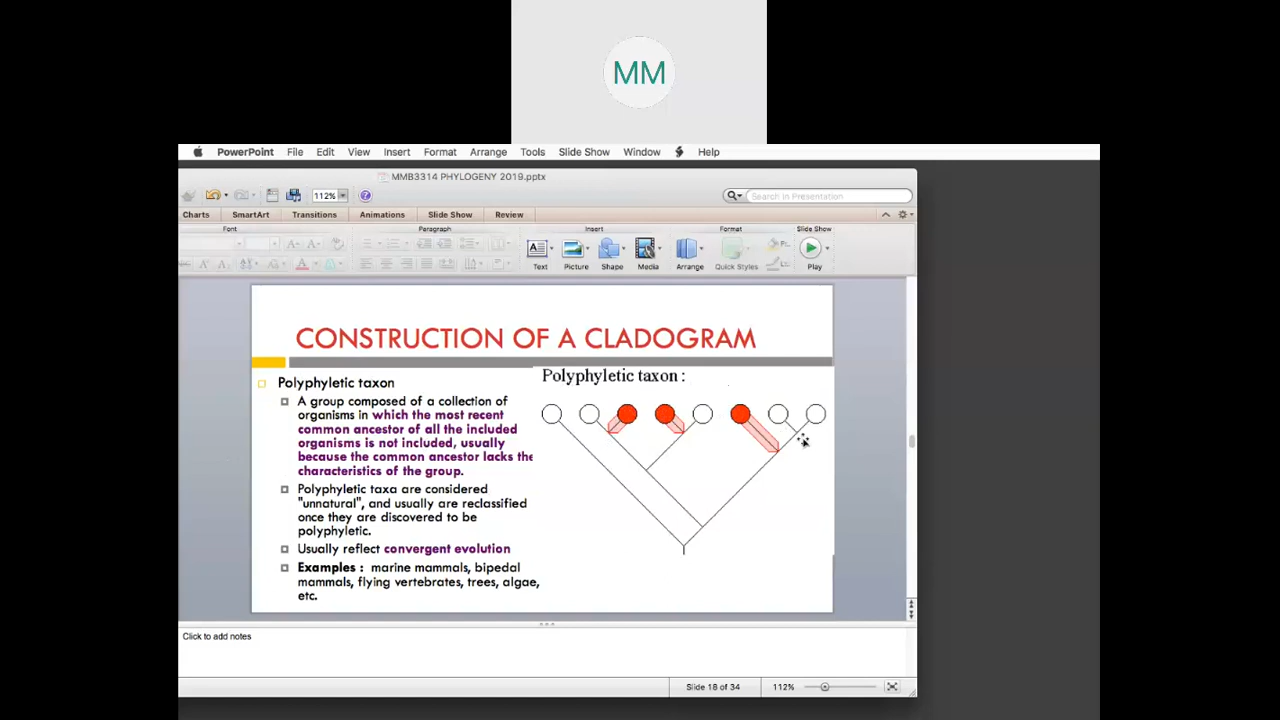 MM
PowerPoint File Edit View Insert Format Arrange Tools Slide Show Window Help
MMB3314 PHYLOGENY 2019.pptx
112% Search in Presentation
Charts SmartArt Transitions Animations Slide Show Review
Font Paragraph Insert Format Slide Show
Text Picture Shape Media Arrange Quick Styles Play
CONSTRUCTION OF A CLADOGRAM
Polyphyletic taxon
A group composed of a collection of
organisms in which the most recent
common ancestor of all the included
organisms is not included, usually
because the common ancestor lacks the
characteristics of the group.
Polyphyletic taxa are considered
"unnatural", and usually are reclassified
once they are discovered to be
polyphyletic.
Usually reflect convergent evolution
Examples : marine mammals, bipedal
mammals, flying vertebrates, trees, algae,
etc.
Polyphyletic taxon :
Click to add notes
Slide 18 of 34 112%